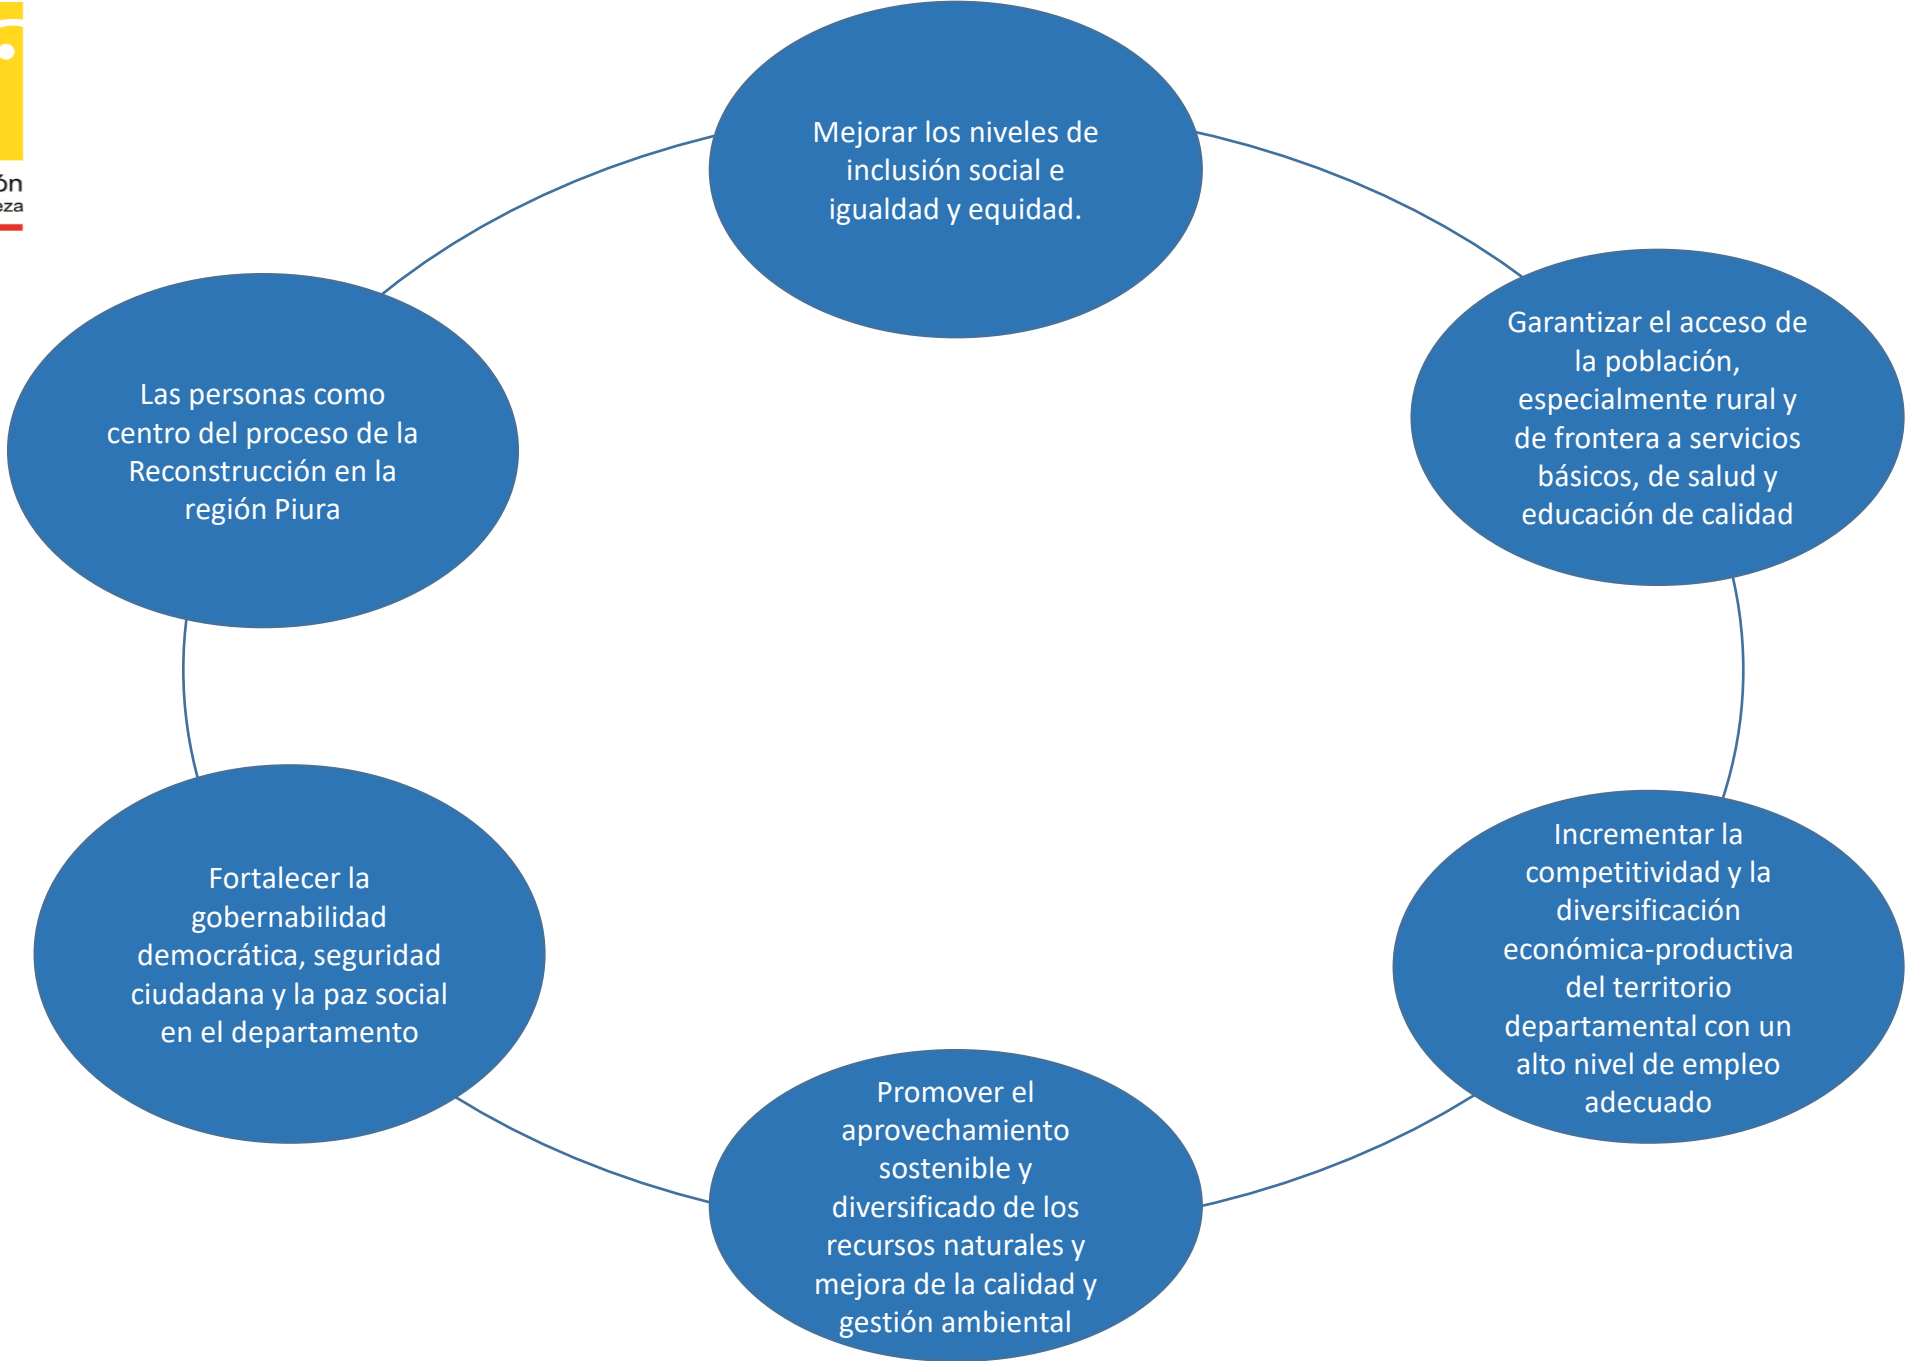 Mejorar los niveles de
inclusión social e
igualdad y equidad.
Garantizar el acceso de
la población,
especialmente rural y
de frontera a servicios
básicos, de salud y
educación de calidad
Incrementar la
competitividad y la
diversificación
económica-productiva
del territorio
departamental con un
alto nivel de empleo
adecuado
Promover el
aprovechamiento
sostenible y
diversificado de los
recursos naturales y
mejora de la calidad y
gestión ambiental
Fortalecer la
gobernabilidad
democrática, seguridad
ciudadana y la paz social
en el departamento
Las personas como
centro del proceso de la
Reconstrucción en la
región Piura